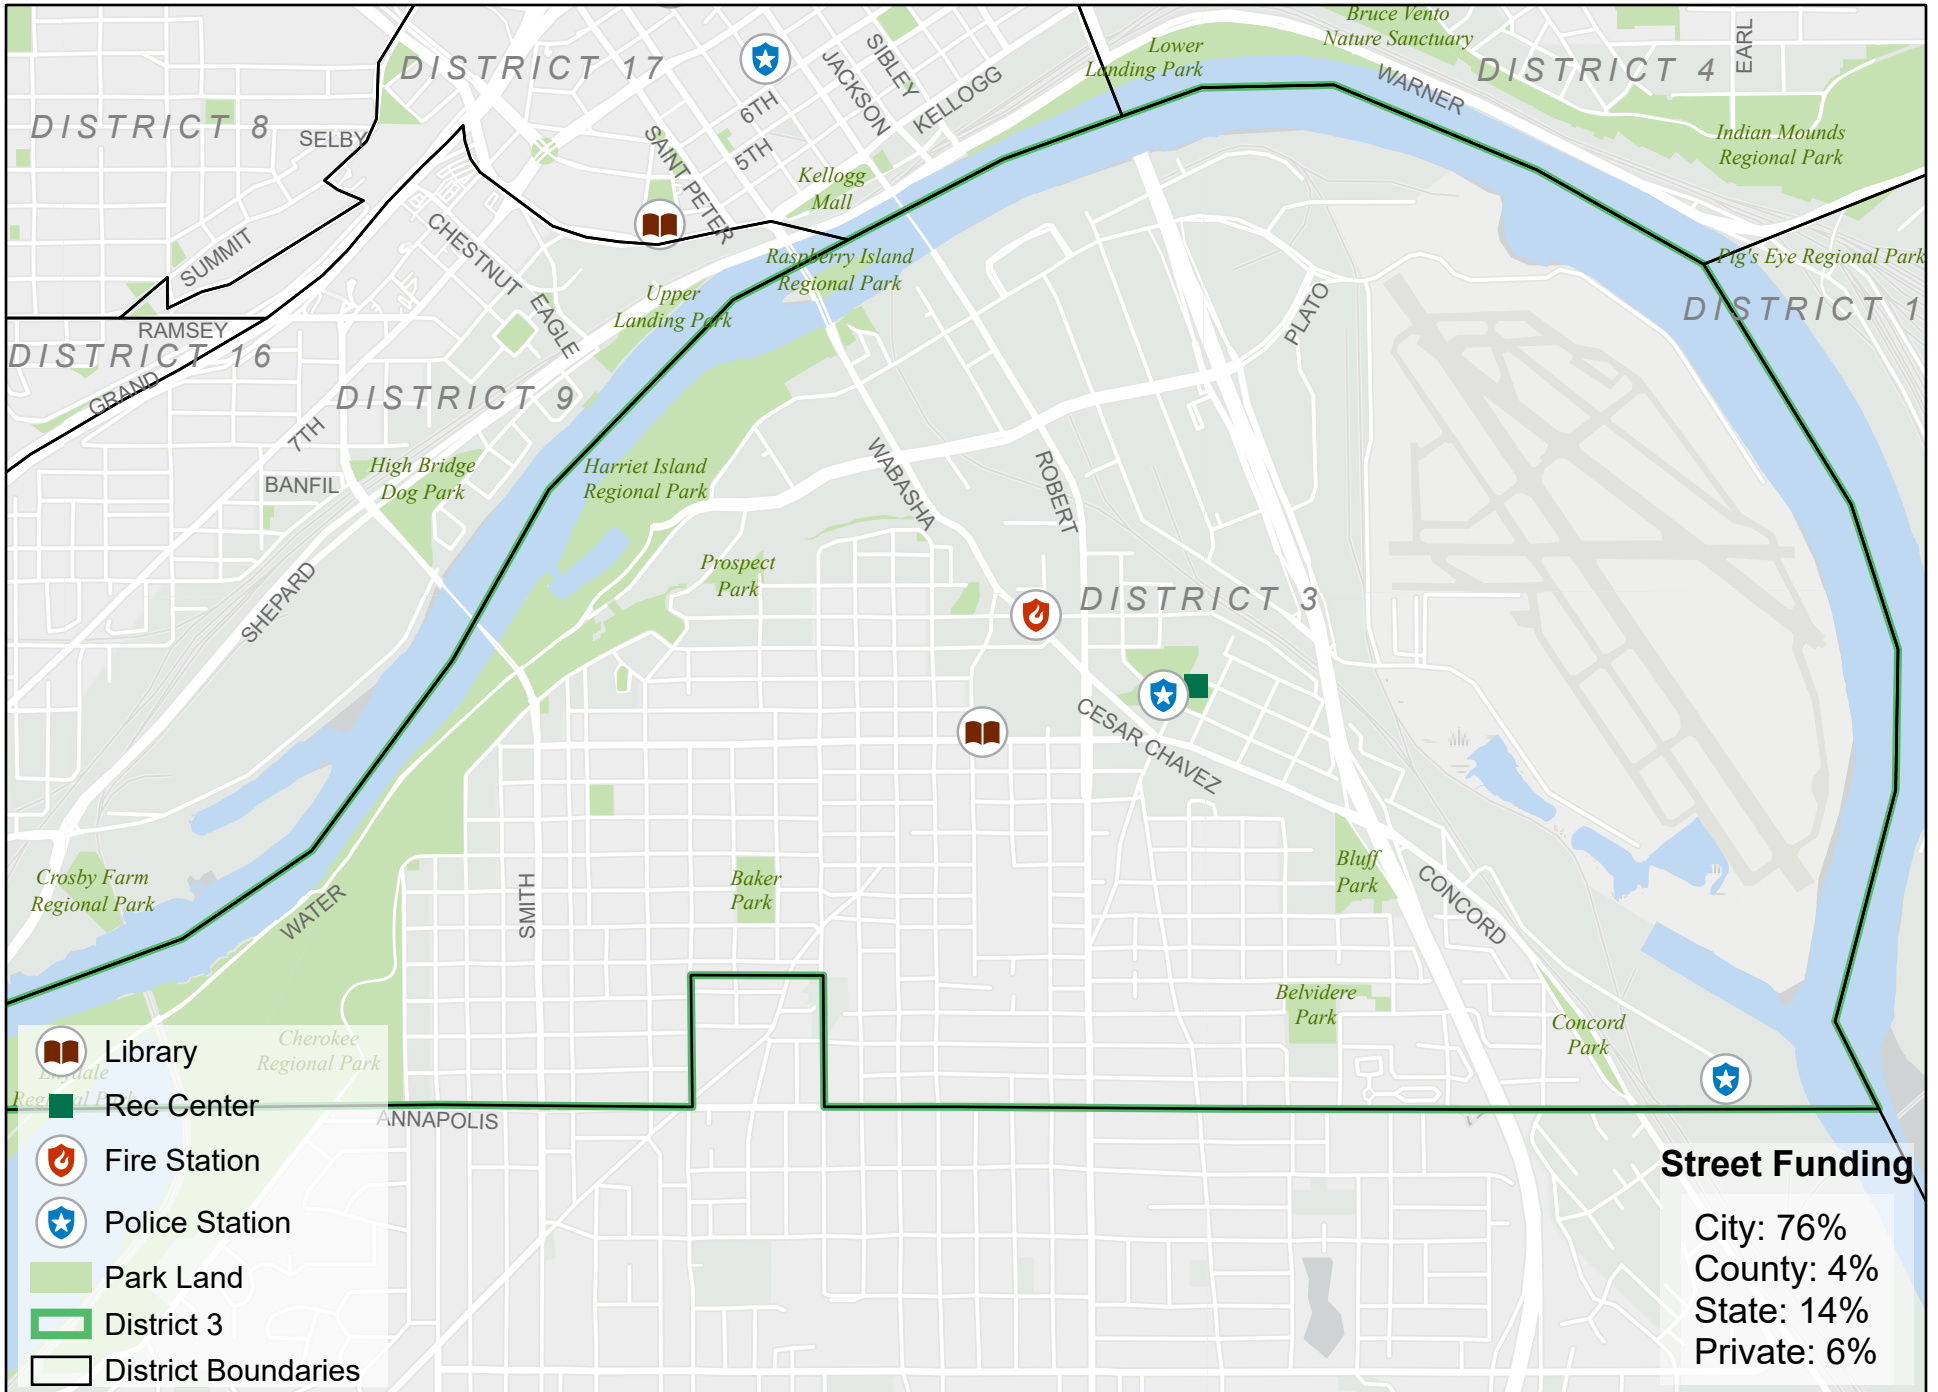 Bruce Vento
Nature Sanctuary
EARL
DISTRICT 17
SIBLEY
JACKSON
KELLOGG
Lower
Landing Park
WARNER
DISTRICT 4
DISTRICT 8
SELBY
6TH
5TH
SAINT PETER
Indian Mounds
Regional Park
Kellogg
Mall
SUMMIT
CHESTNUT
EAGLE
Raspberry Island
Regional Park
Pig's Eye Regional Park
Upper
Landing Park
PLATO
DISTRICT 1
RAMSEY
DISTRICT 16
GRAND
DISTRICT 9
7TH
BANFIL
High Bridge
Dog Park
Harriet Island
Regional Park
WABASHA
ROBERT
SHEPARD
Prospect
Park
DISTRICT 3
CESAR CHAVEZ
Crosby Farm
Regional Park
WATER
SMITH
Baker
Park
Bluff
Park
CONCORD
Belvidere
Park
Concord
Park
Cherokee
Regional Park
Lilydale
Regional Park
ANNAPOLIS
Library
Rec Center
Fire Station
Police Station
Park Land
District 3
District Boundaries
Street Funding
City: 76%
County: 4%
State: 14%
Private: 6%